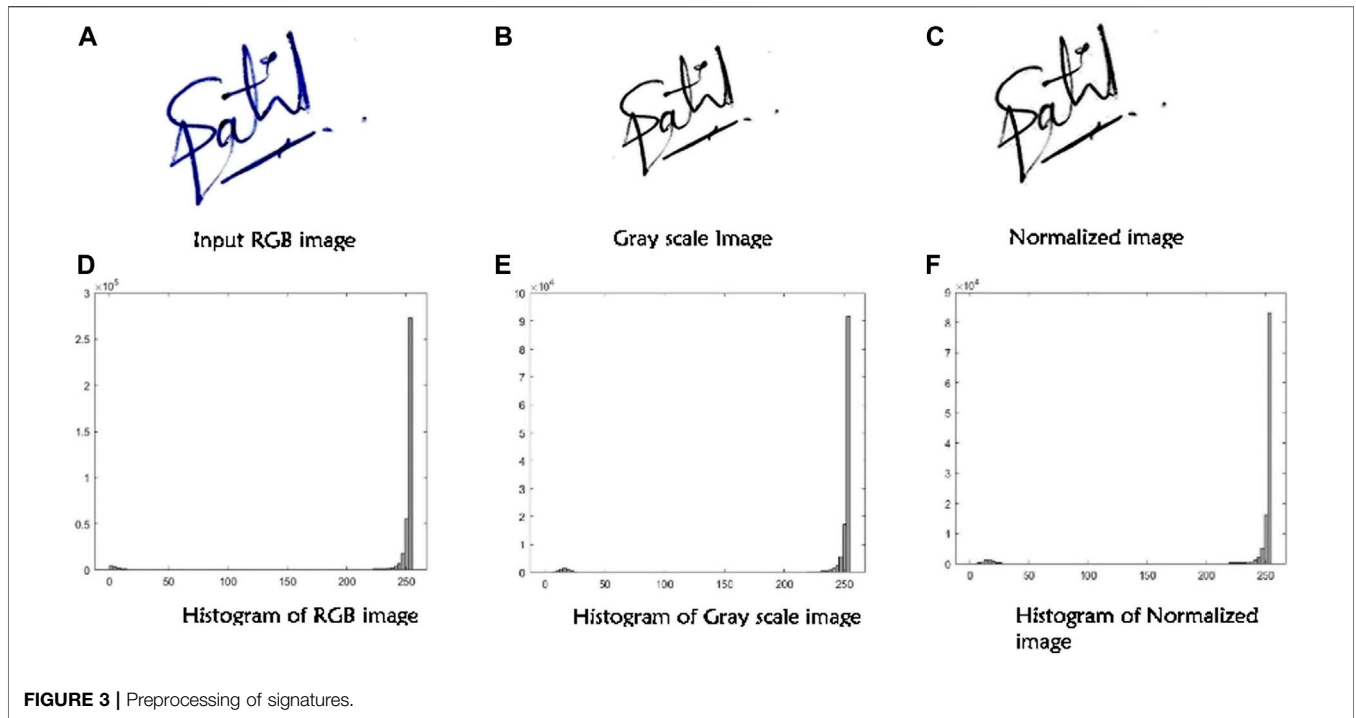 A
B
C
Input RGB image
Gray scale Image
Normalized image
D
E
F
×10⁵
3
2.5
2
1.5
1
0.5
0
0 50 100 150 200 250
Histogram of RGB image
×10⁴
10
9
8
7
6
5
4
3
2
1
0
0 50 100 150 200 250
Histogram of Gray scale image
×10⁴
9
8
7
6
5
4
3
2
1
0
0 50 100 150 200 250
Histogram of Normalized
image
FIGURE 3 | Preprocessing of signatures.